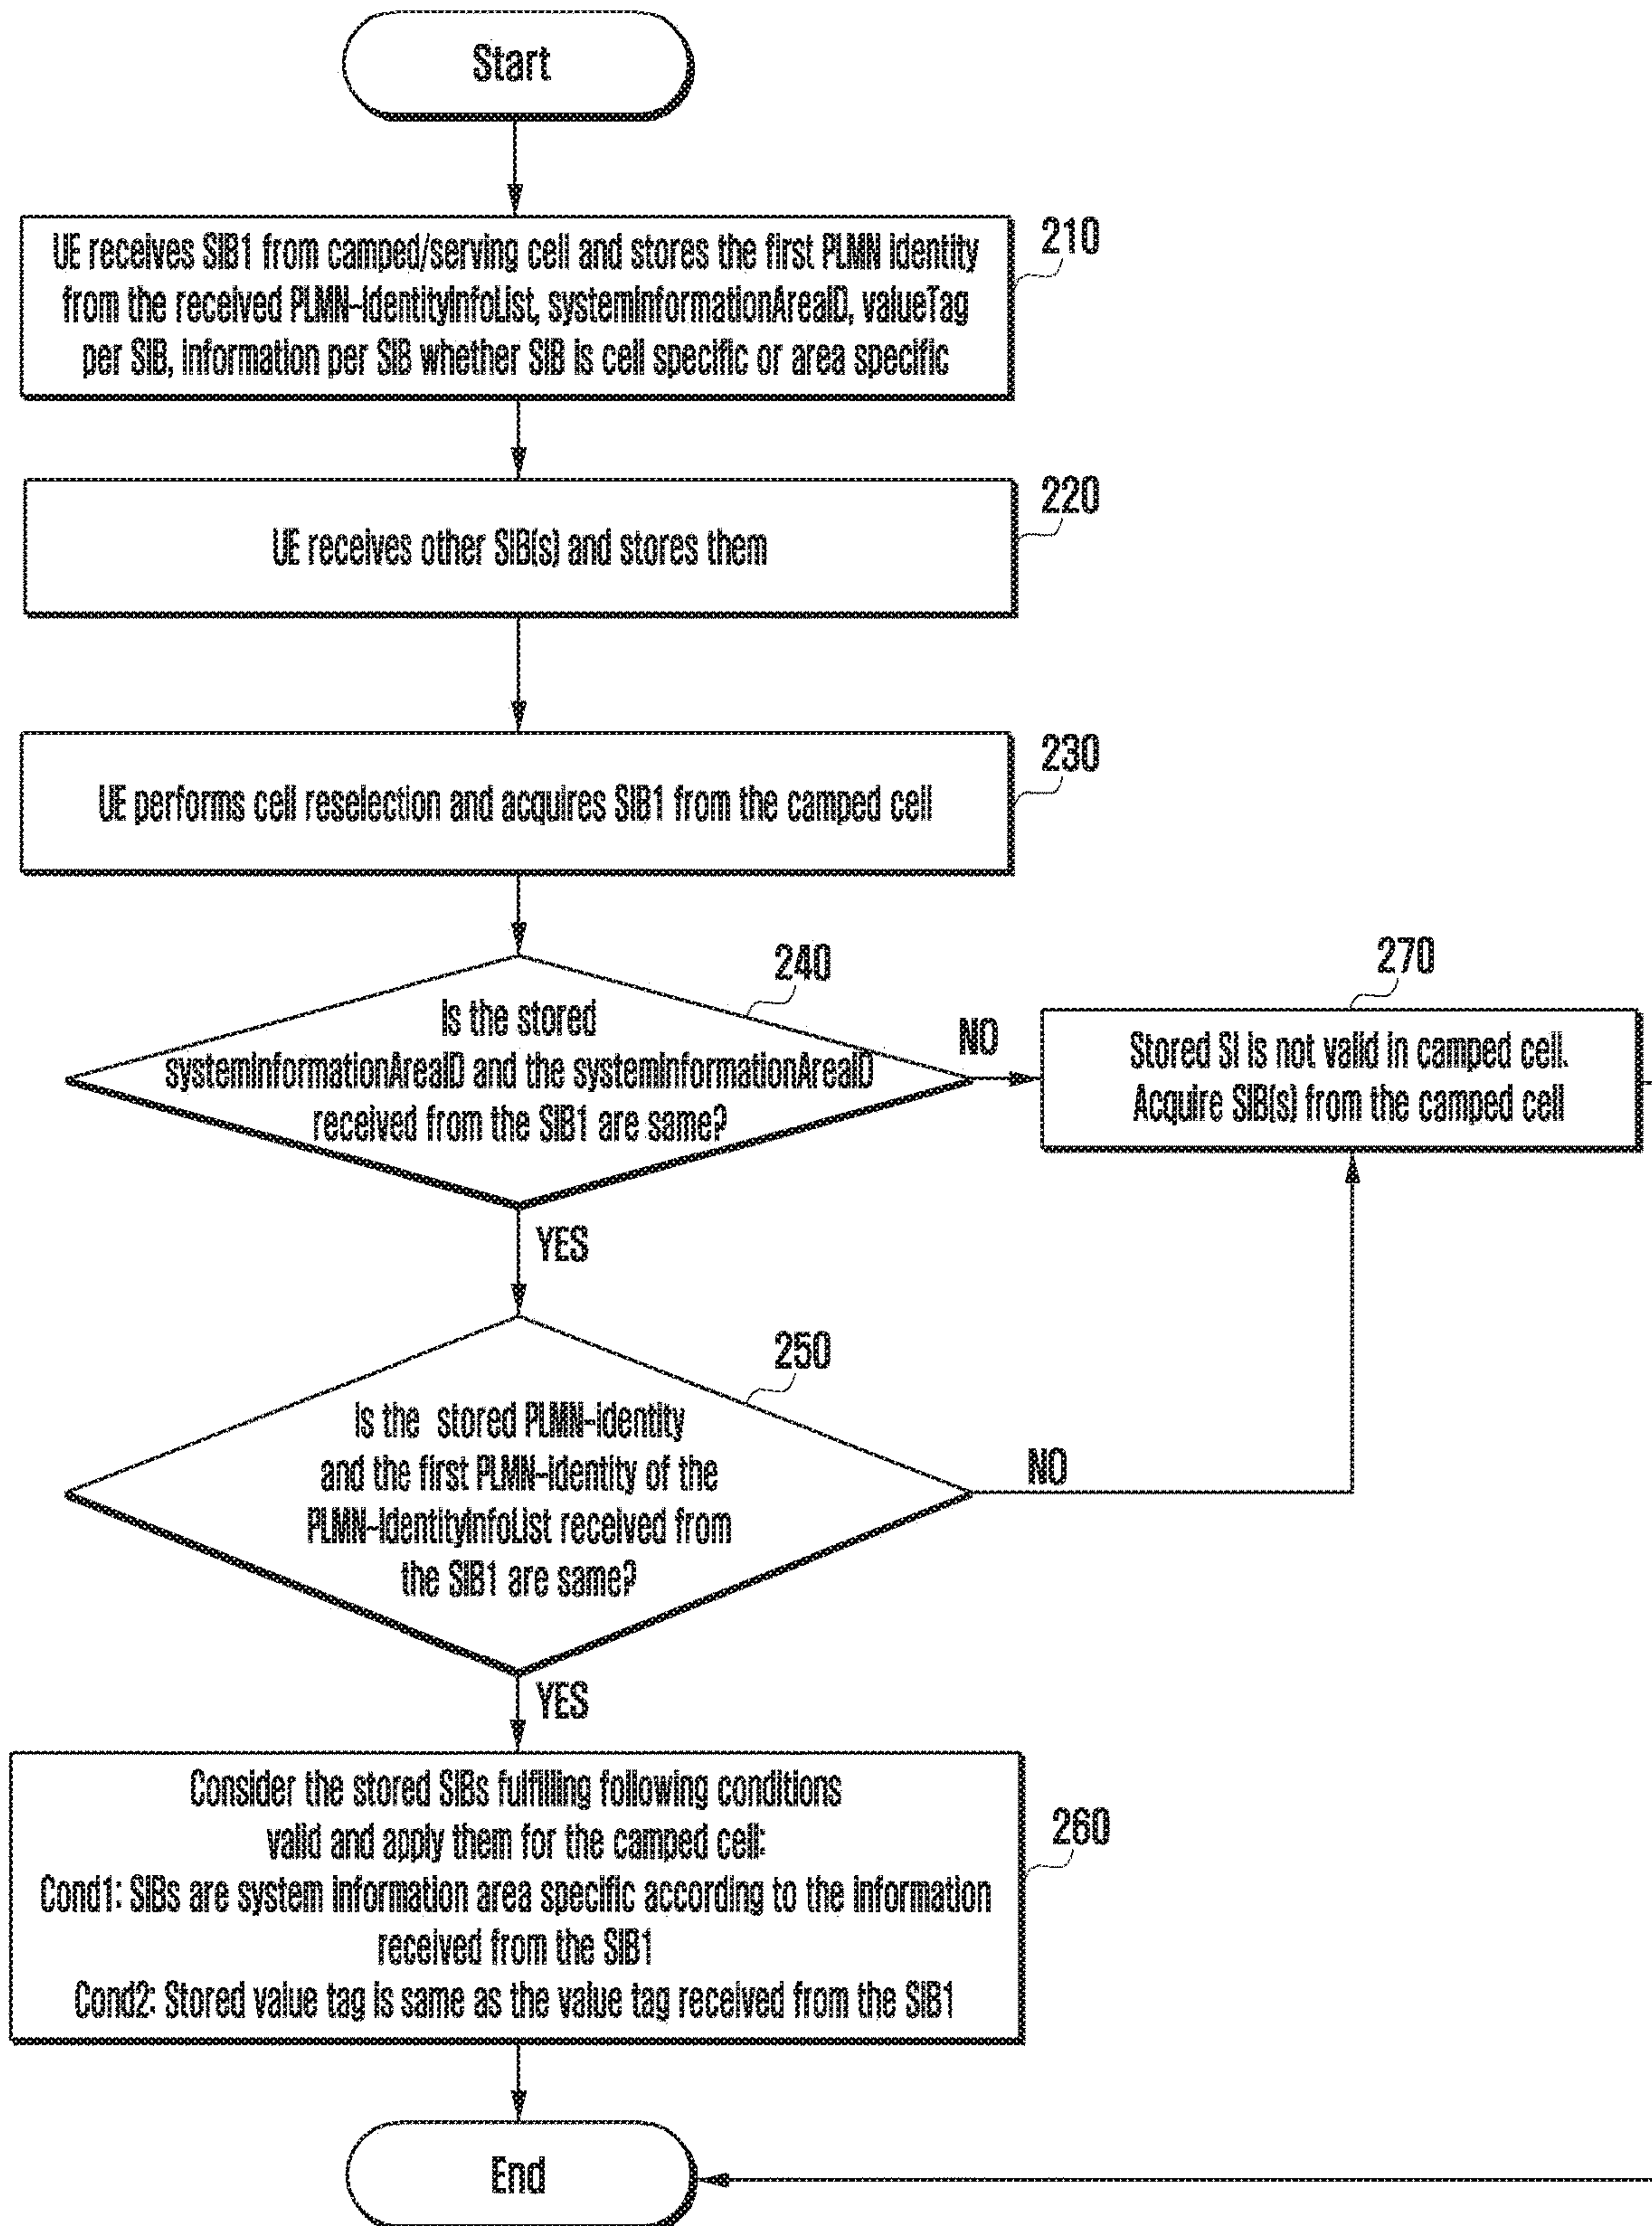 Start
210
UE receives SIB1 from camped/serving cell and stores the first PLMN identity
from the received PLMN-IdentityInfoList, systemInformationAreaID, valueTag
per SIB, information per SIB whether SIB is cell specific or area specific
220
UE receives other SIB(s) and stores them
230
UE performs cell reselection and acquires SIB1 from the camped cell
240
Is the stored
systemInformationAreaID and the systemInformationAreaID
received from the SIB1 are same?
NO
270
Stored SI is not valid in camped cell.
Acquire SIB(s) from the camped cell
YES
250
Is the stored PLMN-identity
and the first PLMN-identity of the
PLMN-IdentityInfoList received from
the SIB1 are same?
NO
YES
260
Consider the stored SIBs fulfilling following conditions
valid and apply them for the camped cell:
Cond1: SIBs are system information area specific according to the information
received from the SIB1
Cond2: Stored value tag is same as the value tag received from the SIB1
End